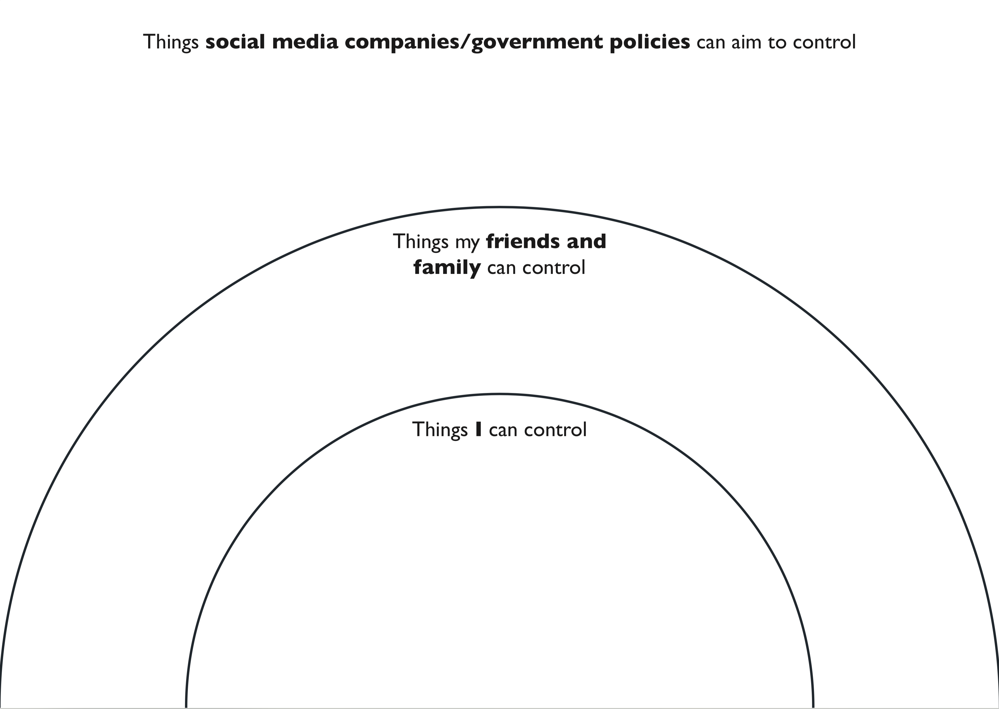 Things social media companies/government policies can aim to control
Things my friends and
family can control
Things I can control